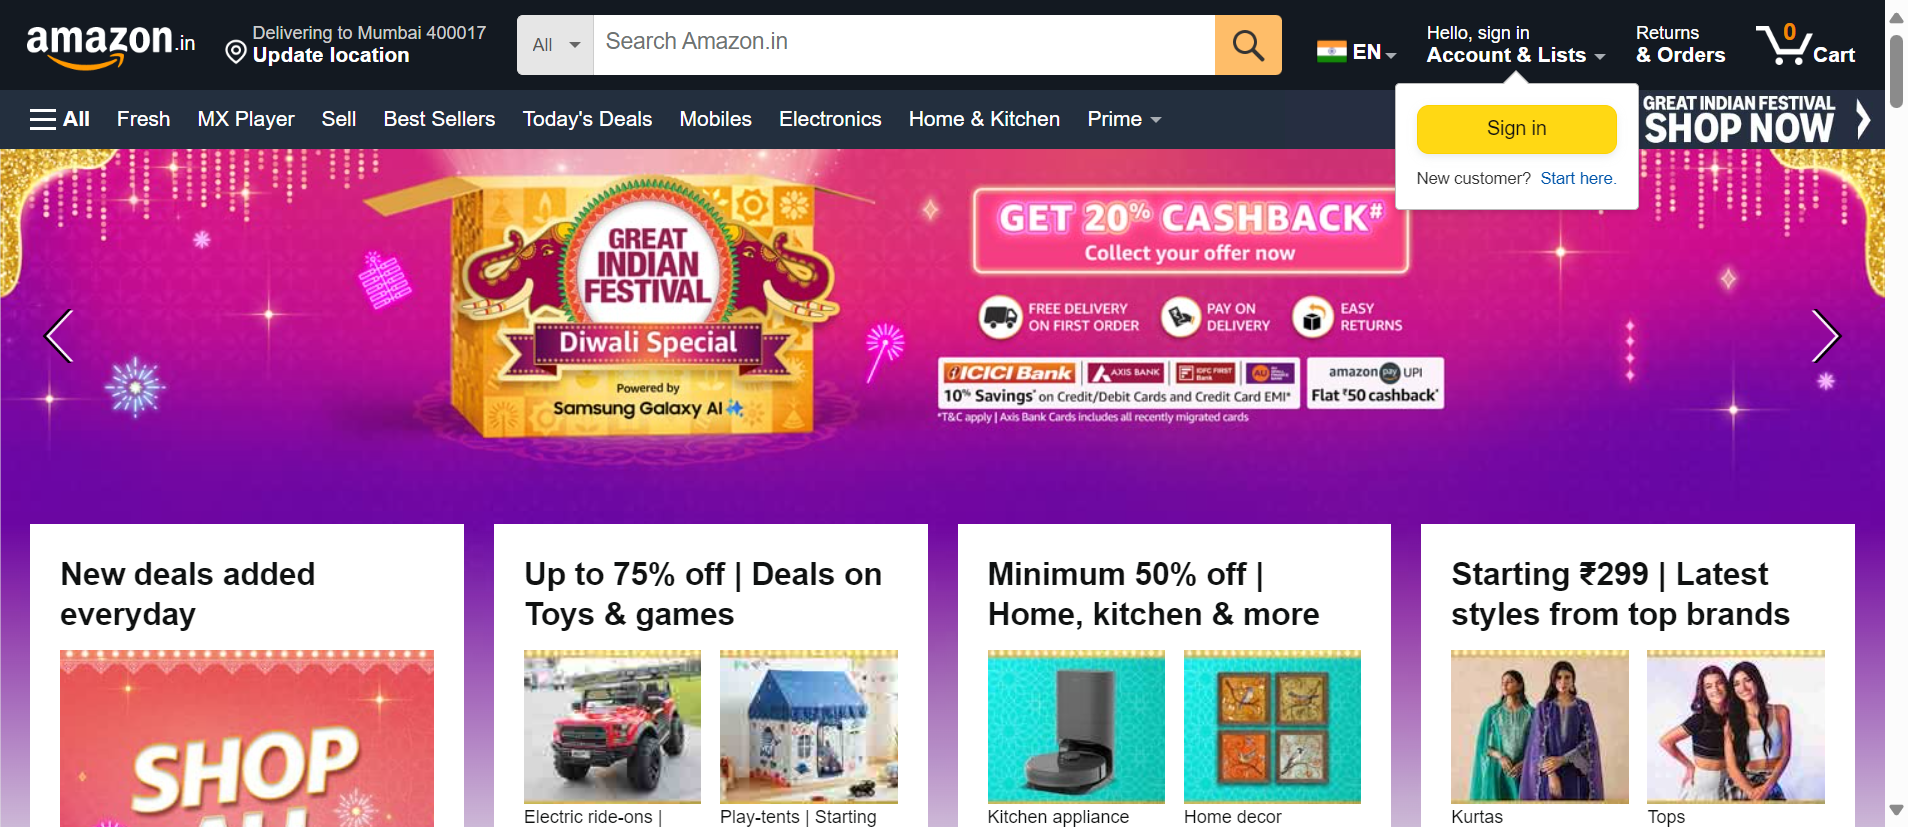 amazon.in
Delivering to Mumbai 400017
Update location
All
Search Amazon.in
EN
Hello, sign in
Account & Lists
Returns
& Orders
0
Cart
All
Fresh
MX Player
Sell
Best Sellers
Today's Deals
Mobiles
Electronics
Home & Kitchen
Prime
GREAT INDIAN FESTIVAL
SHOP NOW
Sign in
New customer? Start here.
GREAT
INDIAN
FESTIVAL
Diwali Special
Powered by
Samsung Galaxy AI
GET 20% CASHBACK#
Collect your offer now
FREE DELIVERY
ON FIRST ORDER
PAY ON
DELIVERY
EASY
RETURNS
ICICI Bank
AXIS BANK
IDFC FIRST
Bank
AU
amazon pay UPI
10% Savings* on Credit/Debit Cards and Credit Card EMI*
Flat ₹50 cashback*
*T&C apply | Axis Bank Cards includes all recently migrated cards
New deals added
everyday
SHOP
ALL
Up to 75% off | Deals on
Toys & games
Electric ride-ons |
Play-tents | Starting
Minimum 50% off |
Home, kitchen & more
Kitchen appliance
Home decor
Starting ₹299 | Latest
styles from top brands
Kurtas
Tops